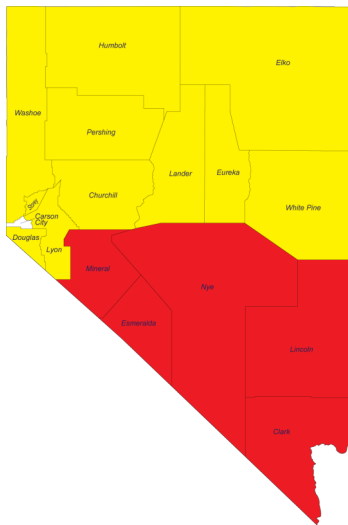 Humbolt
Elko
Washoe
Pershing
Lander
Eureka
Churchill
Storey
White Pine
Carson
City
Douglas
Lyon
Mineral
Nye
Esmeralda
Lincoln
Clark